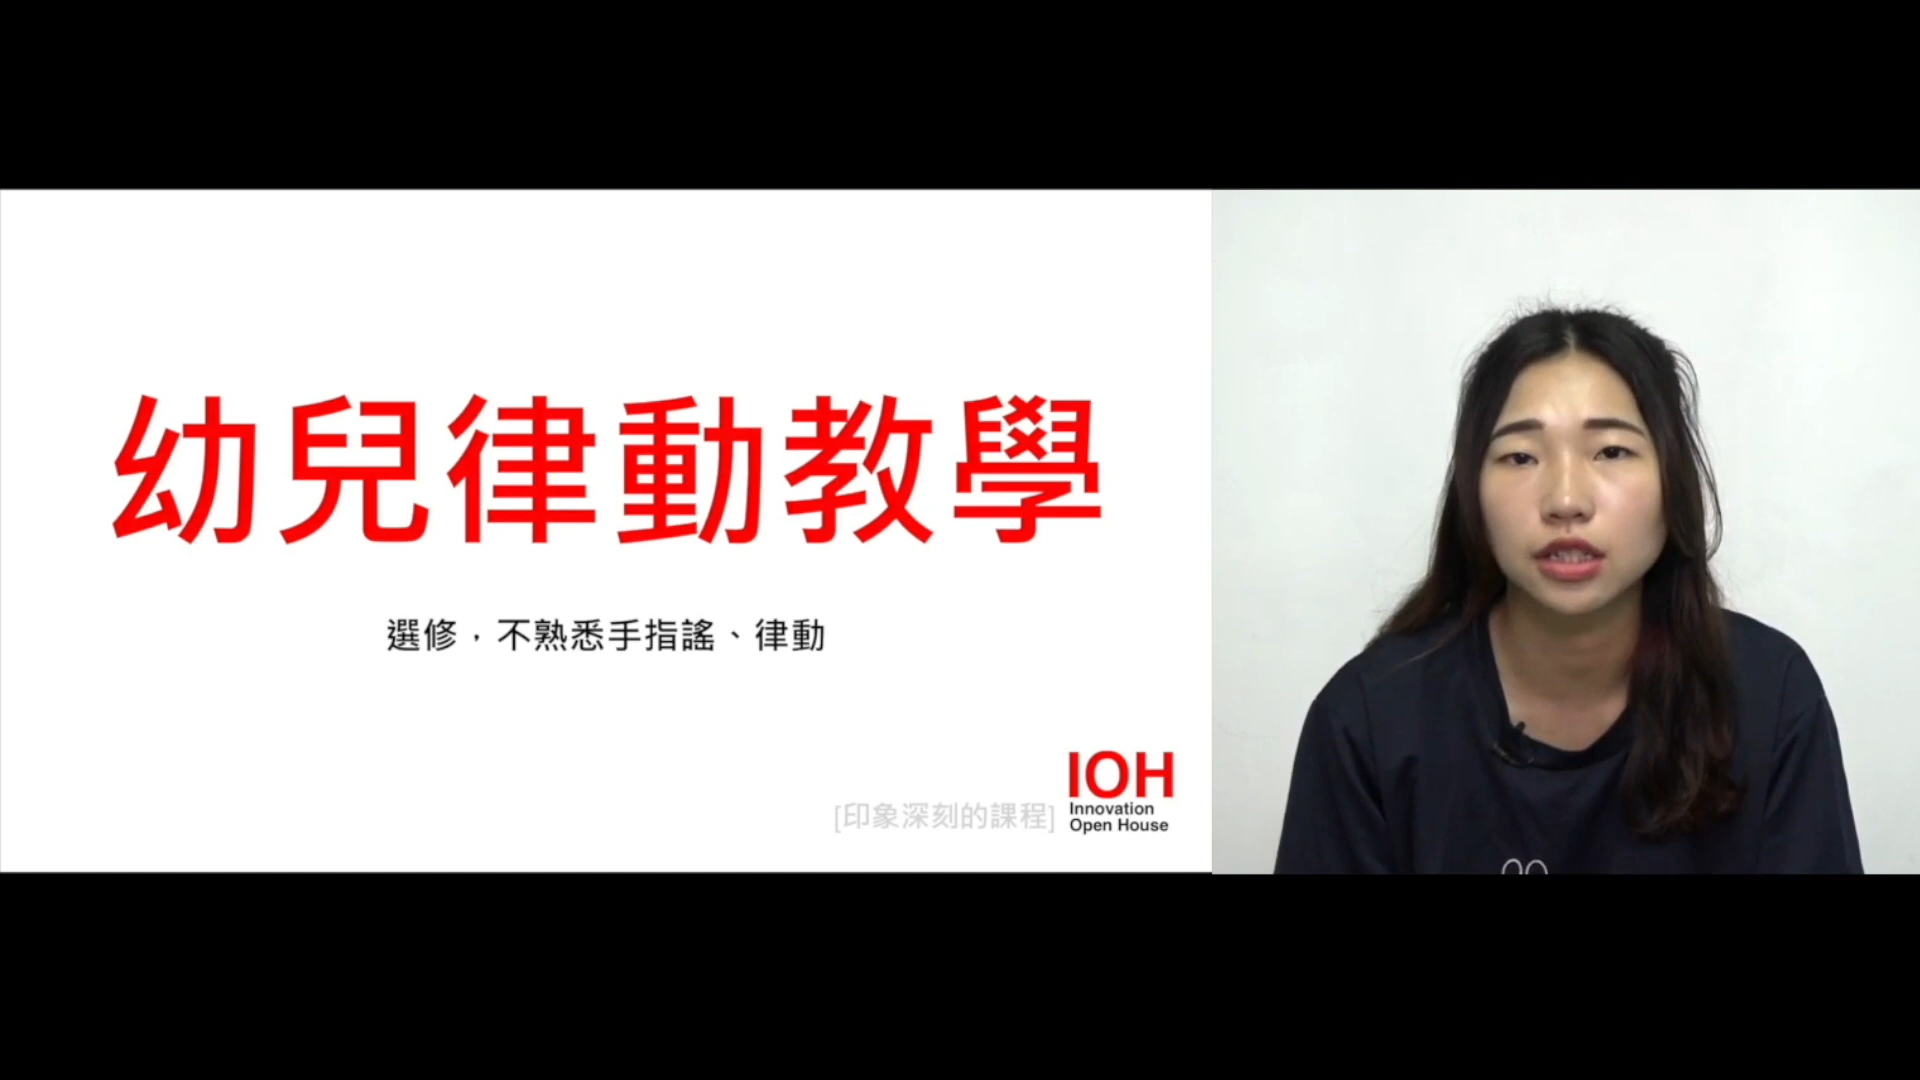 幼兒律動教學
選修，不熟悉手指謠、律動
[印象深刻的課程]
IOH
Innovation
Open House